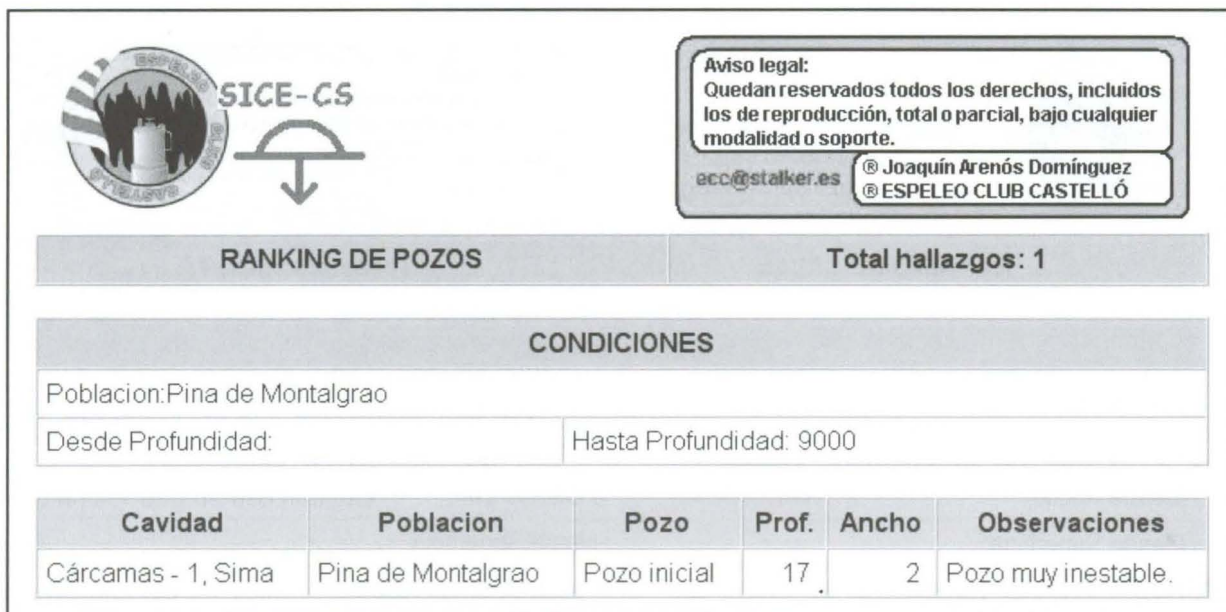 ESPELEO
CLUB
CASTELLÓ
SICE-CS
Aviso legal:
Quedan reservados todos los derechos, incluidos
los de reproducción, total o parcial, bajo cualquier
modalidad o soporte.
ecc@stalker.es
® Joaquín Arenós Domínguez
® ESPELEO CLUB CASTELLÓ
RANKING DE POZOS Total hallazgos: 1
CONDICIONES
Poblacion:Pina de Montalgrao
Desde Profundidad: Hasta Profundidad: 9000
Cavidad Poblacion Pozo Prof. Ancho Observaciones
Cárcamas - 1, Sima Pina de Montalgrao Pozo inicial 17 2 Pozo muy inestable.